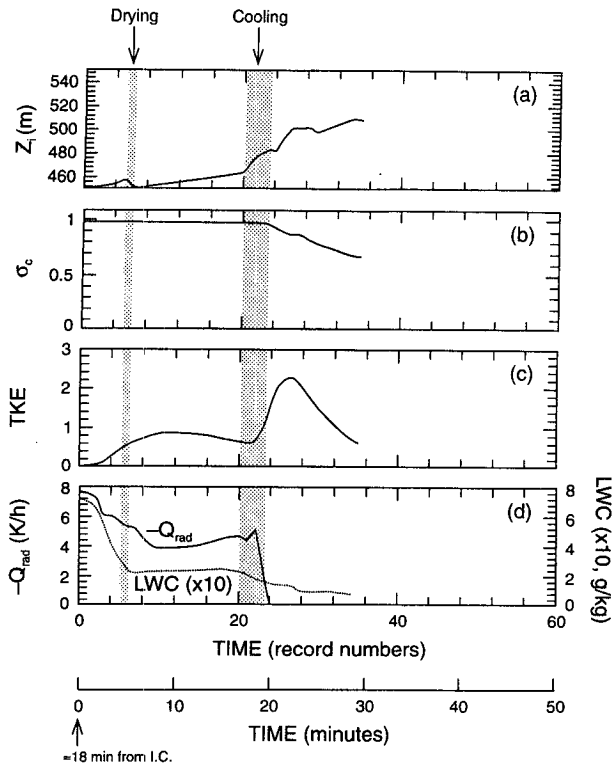 Drying Cooling
(a)
550
500
480
460
Z_i (m)
(b)
1
0.5
0
σ_c
(c)
3
2
1
0
TKE
(d)
8
6
4
2
0
−Q_rad (K/h)
−Q_rad
LWC (x10)
8
6
4
2
0
LWC (x10, g/kg)
0 20 40 60
TIME (record numbers)
0 10 20 30 40 50
TIME (minutes)
≈18 min from I.C.